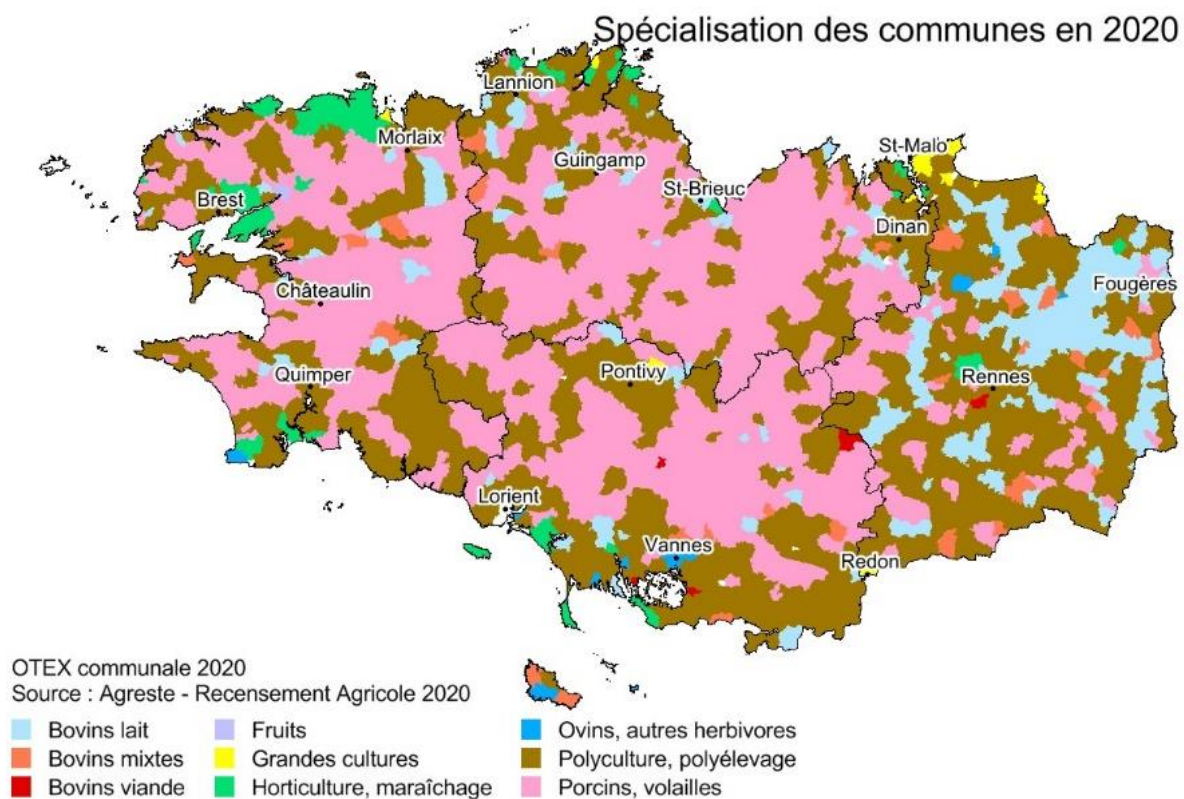 Spécialisation des communes en 2020
Lannion
Morlaix
Guingamp
St-Malo
St-Brieuc
Brest
Dinan
Châteaulin
Fougères
Quimper
Pontivy
Rennes
Lorient
Vannes
Redon
OTEX communale 2020
Source : Agreste - Recensement Agricole 2020
Bovins lait
Bovins mixtes
Bovins viande
Fruits
Grandes cultures
Horticulture, maraîchage
Ovins, autres herbivores
Polyculture, polyélevage
Porcins, volailles